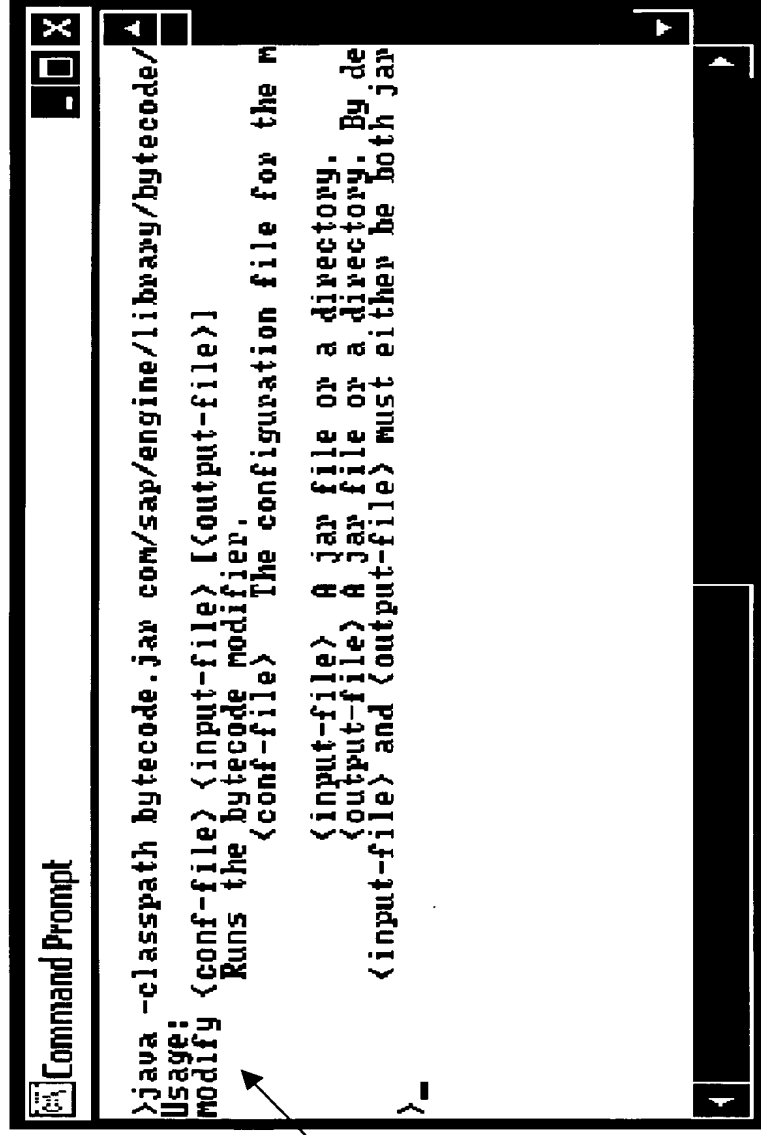 Command Prompt
>java -classpath bytecode.jar com/sap/engine/library/bytecode/
Usage:
modify <conf-file> <input-file> [<output-file>]
Runs the bytecode modifier.
<conf-file> The configuration file for the m
<input-file> A jar file or a directory.
<output-file> A jar file or a directory. By de
<input-file> and <output-file> must either be both jar
>_